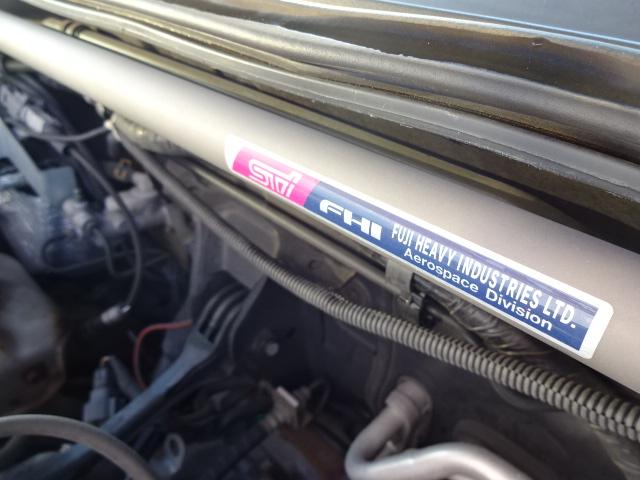 STi
FHI
FUJI HEAVY INDUSTRIES LTD.
Aerospace Division